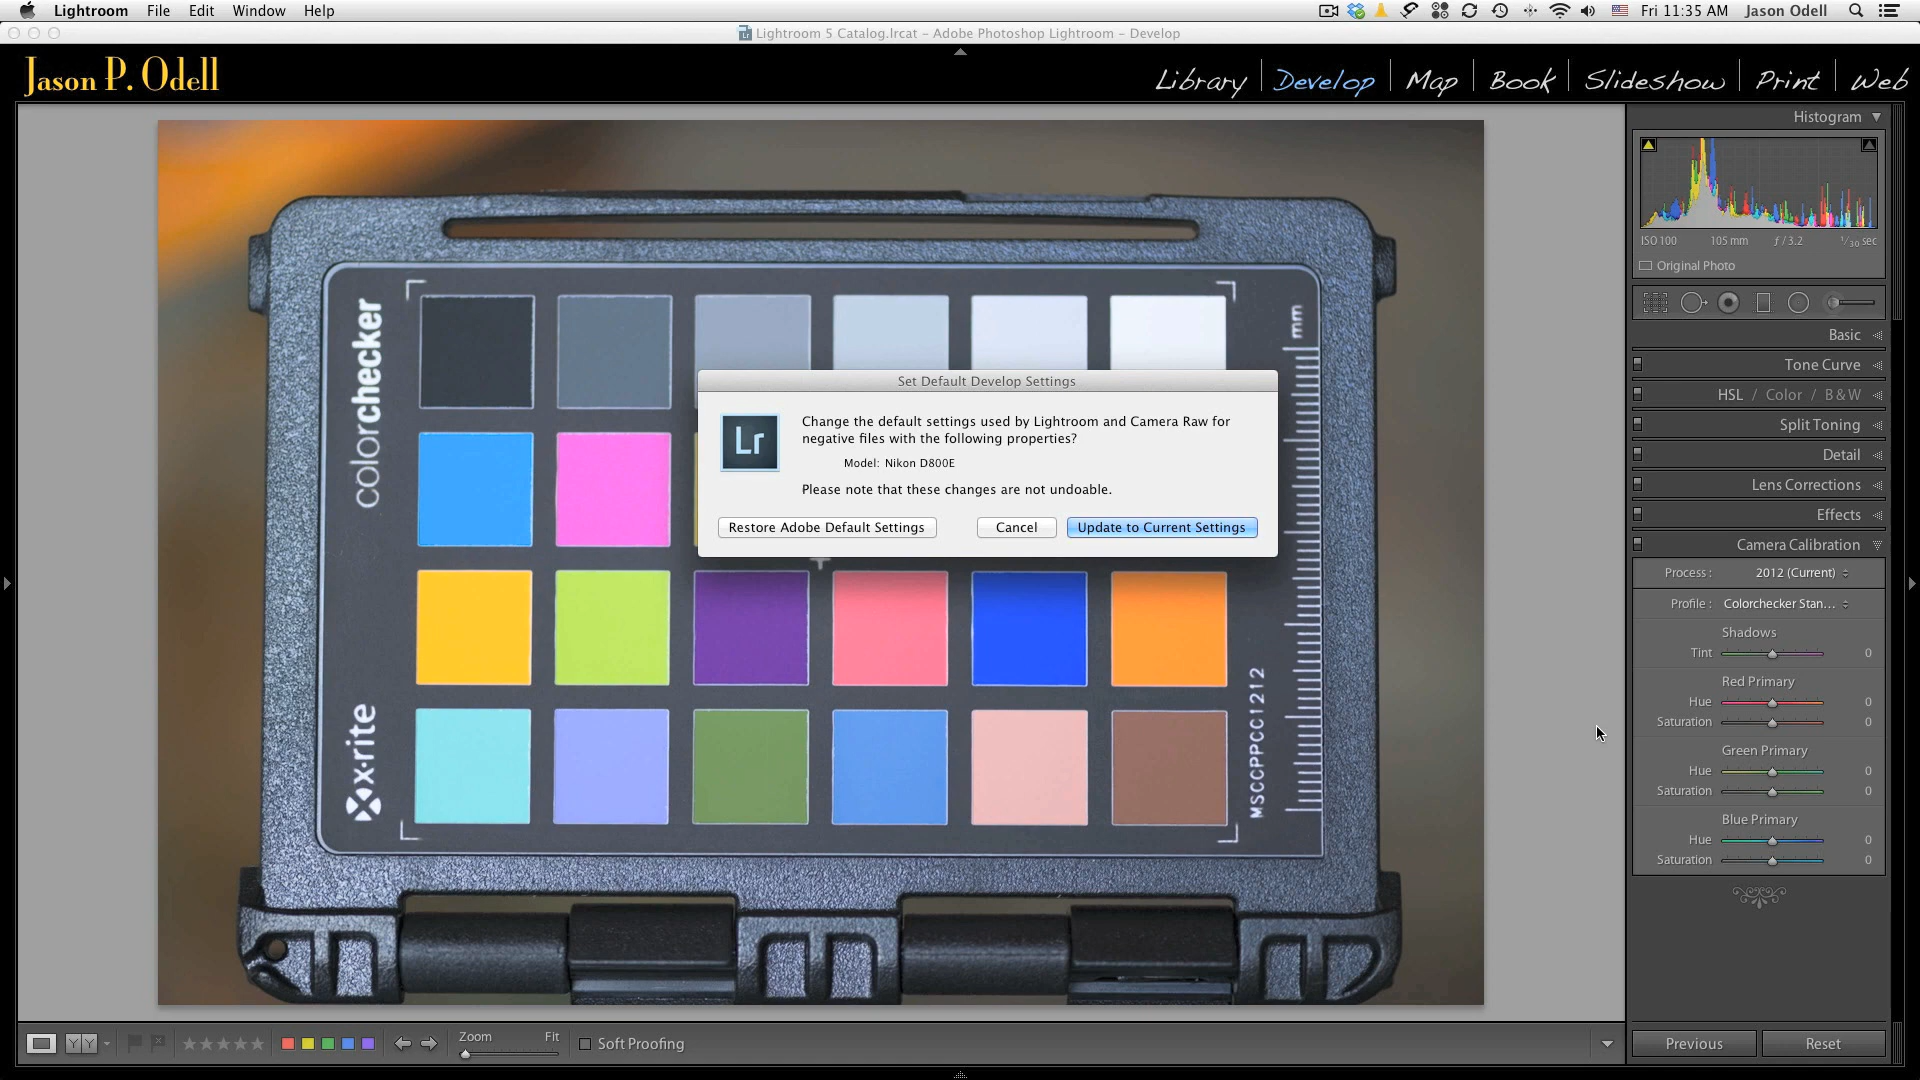 Lightroom File Edit Window Help
Fri 11:35 AM Jason Odell
Lightroom 5 Catalog.lrcat – Adobe Photoshop Lightroom – Develop
Jason P. Odell
Library Develop Map Book Slideshow Print Web
Histogram
ISO 100 105 mm ƒ / 3.2 1/30 sec
Original Photo
Basic
Tone Curve
HSL / Color / B & W
Split Toning
Detail
Lens Corrections
Effects
Camera Calibration
Process : 2012 (Current)
Profile : Colorchecker Stan...
Shadows
Tint 0
Red Primary
Hue 0
Saturation 0
Green Primary
Hue 0
Saturation 0
Blue Primary
Hue 0
Saturation 0
Previous Reset
colorchecker
x·rite
mm
MSCCPPCC1212
Set Default Develop Settings
Lr
Change the default settings used by Lightroom and Camera Raw for
negative files with the following properties?
Model: Nikon D800E
Please note that these changes are not undoable.
Restore Adobe Default Settings Cancel Update to Current Settings
YY Zoom Fit Soft Proofing